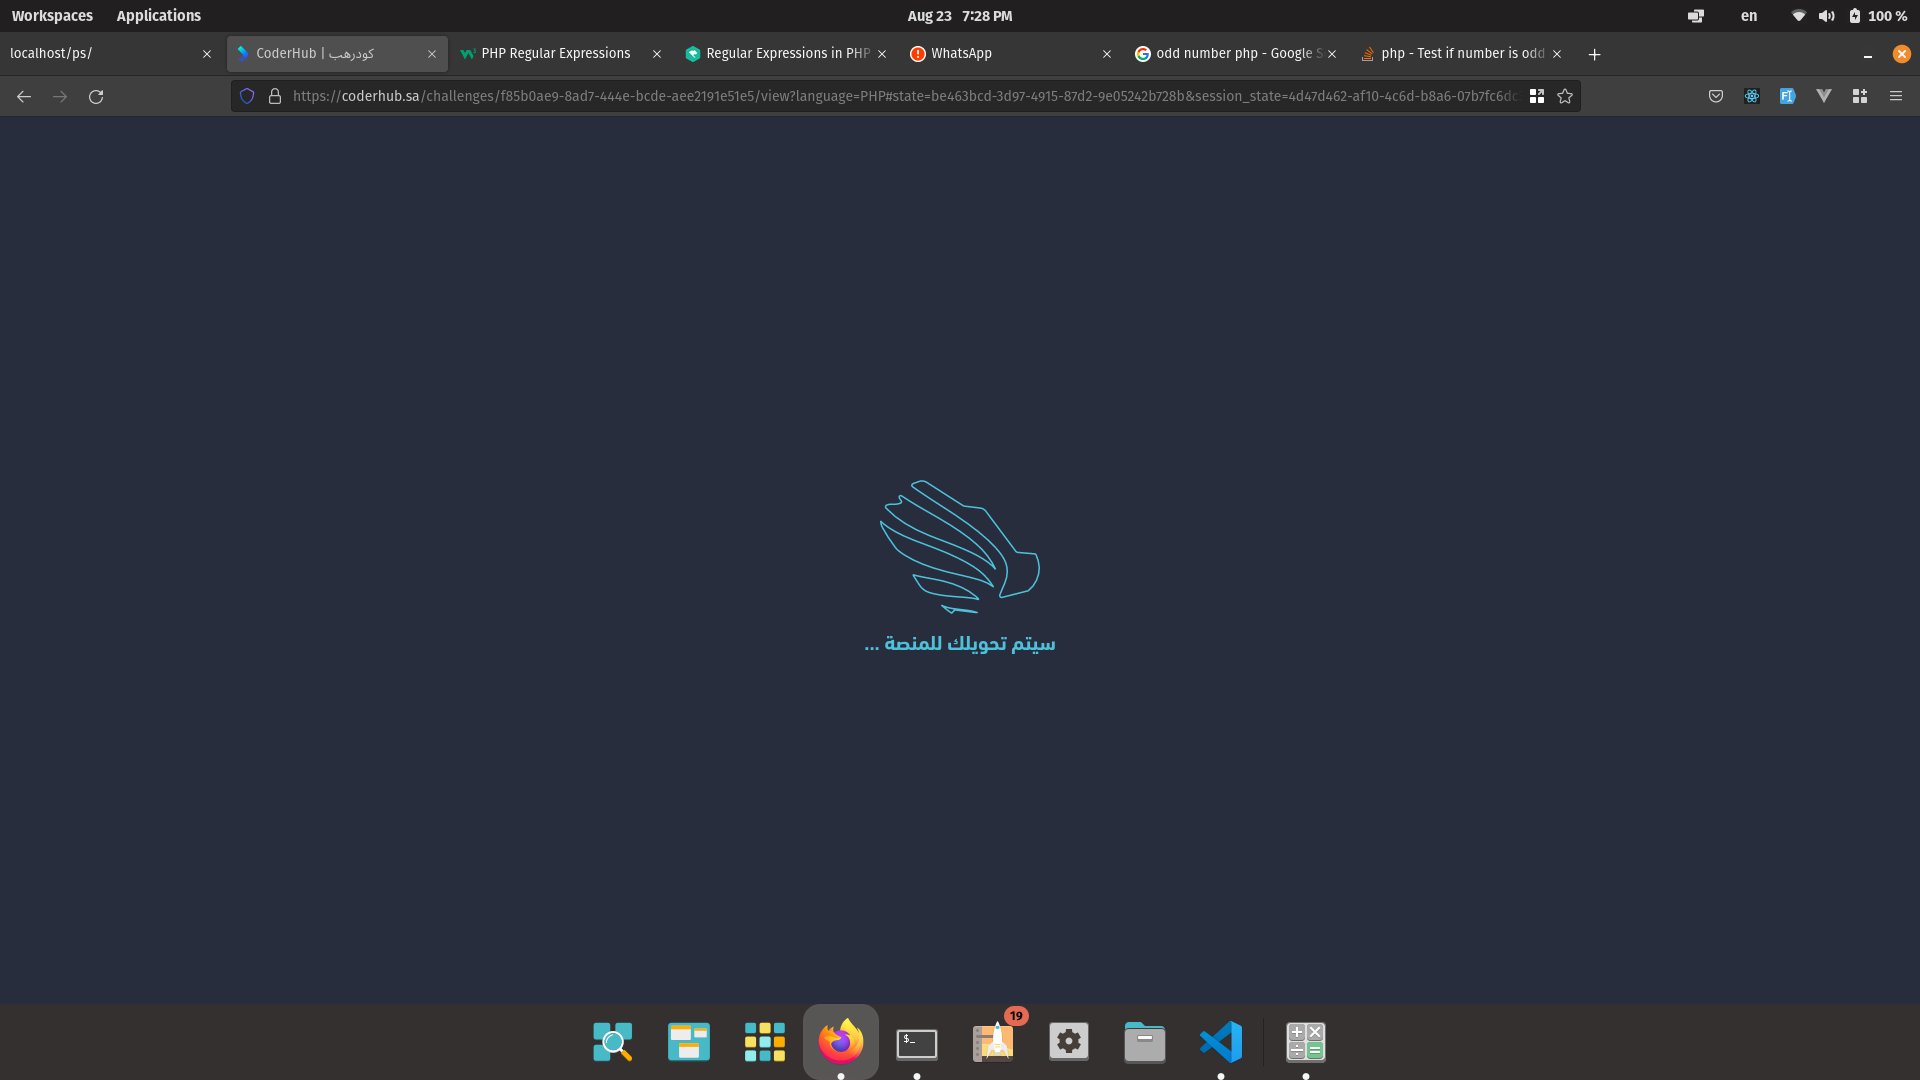 Workspaces Applications Aug 23 7:28 PM en 100 %
localhost/ps/ CoderHub | كودرهب PHP Regular Expressions Regular Expressions in PHP WhatsApp odd number php - Google S php - Test if number is odd
https://coderhub.sa/challenges/f85b0ae9-8ad7-444e-bcde-aee2191e51e5/view?language=PHP#state=be463bcd-3d97-4915-87d2-9e05242b728b&session_state=4d47d462-af10-4c6d-b8a6-07b7fc6dc
سيتم تحويلك للمنصة ...
19
$_